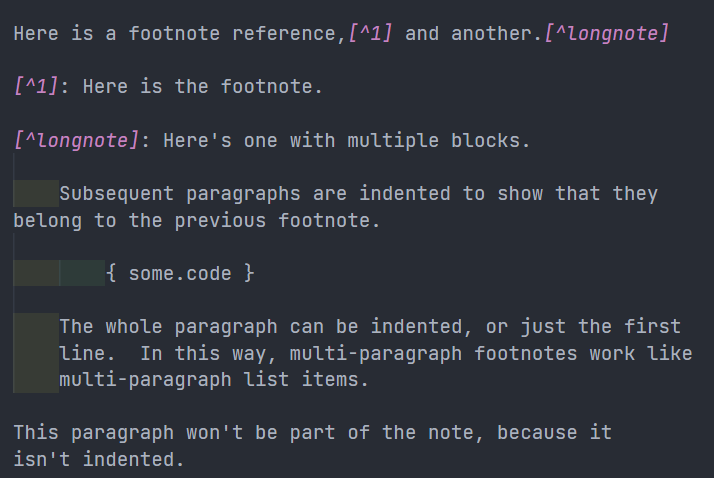 Here is a footnote reference,[^1] and another.[^longnote]
[^1]: Here is the footnote.
[^longnote]: Here's one with multiple blocks.
Subsequent paragraphs are indented to show that they
belong to the previous footnote.
{ some.code }
The whole paragraph can be indented, or just the first
line.  In this way, multi-paragraph footnotes work like
multi-paragraph list items.
This paragraph won't be part of the note, because it
isn't indented.